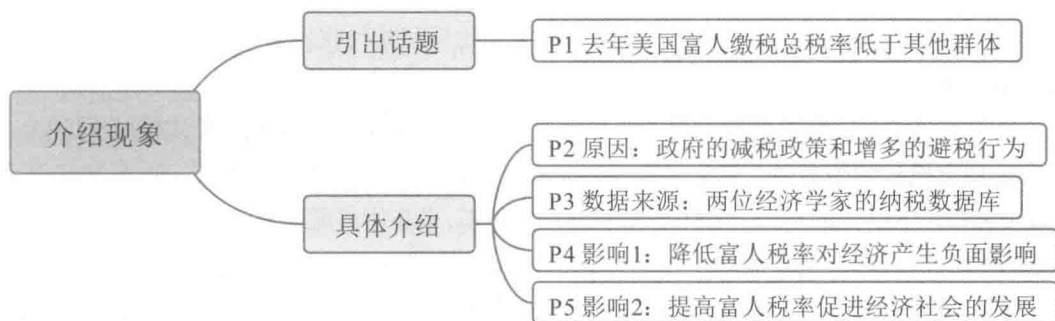 介绍现象
引出话题
P1 去年美国富人缴税总税率低于其他群体
具体介绍
P2 原因：政府的减税政策和增多的避税行为
P3 数据来源：两位经济学家的纳税数据库
P4 影响1：降低富人税率对经济产生负面影响
P5 影响2：提高富人税率促进经济社会的发展